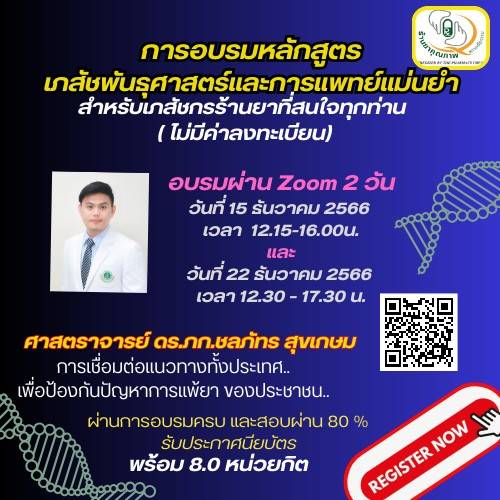 ร้านยาคุณภาพ
การอบรมหลักสูตร
เภสัชพันธุศาสตร์และการแพทย์แม่นยำ
สำหรับเภสัชกรร้านยาที่สนใจทุกท่าน
( ไม่มีค่าลงทะเบียน)
อบรมผ่าน Zoom 2 วัน
วันที่ 15 ธันวาคม 2566
เวลา 12.15-16.00น.
และ
วันที่ 22 ธันวาคม 2566
เวลา 12.30 - 17.30 น.
ศาสตราจารย์ ดร.ภก.ชลภัทร สุขเกษม
การเชื่อมต่อแนวทางทั้งประเทศ..
เพื่อป้องกันปัญหาการแพ้ยา ของประชาชน..
ผ่านการอบรมครบ และสอบผ่าน 80 %
รับประกาศนียบัตร
พร้อม 8.0 หน่วยกิต
REGISTER NOW